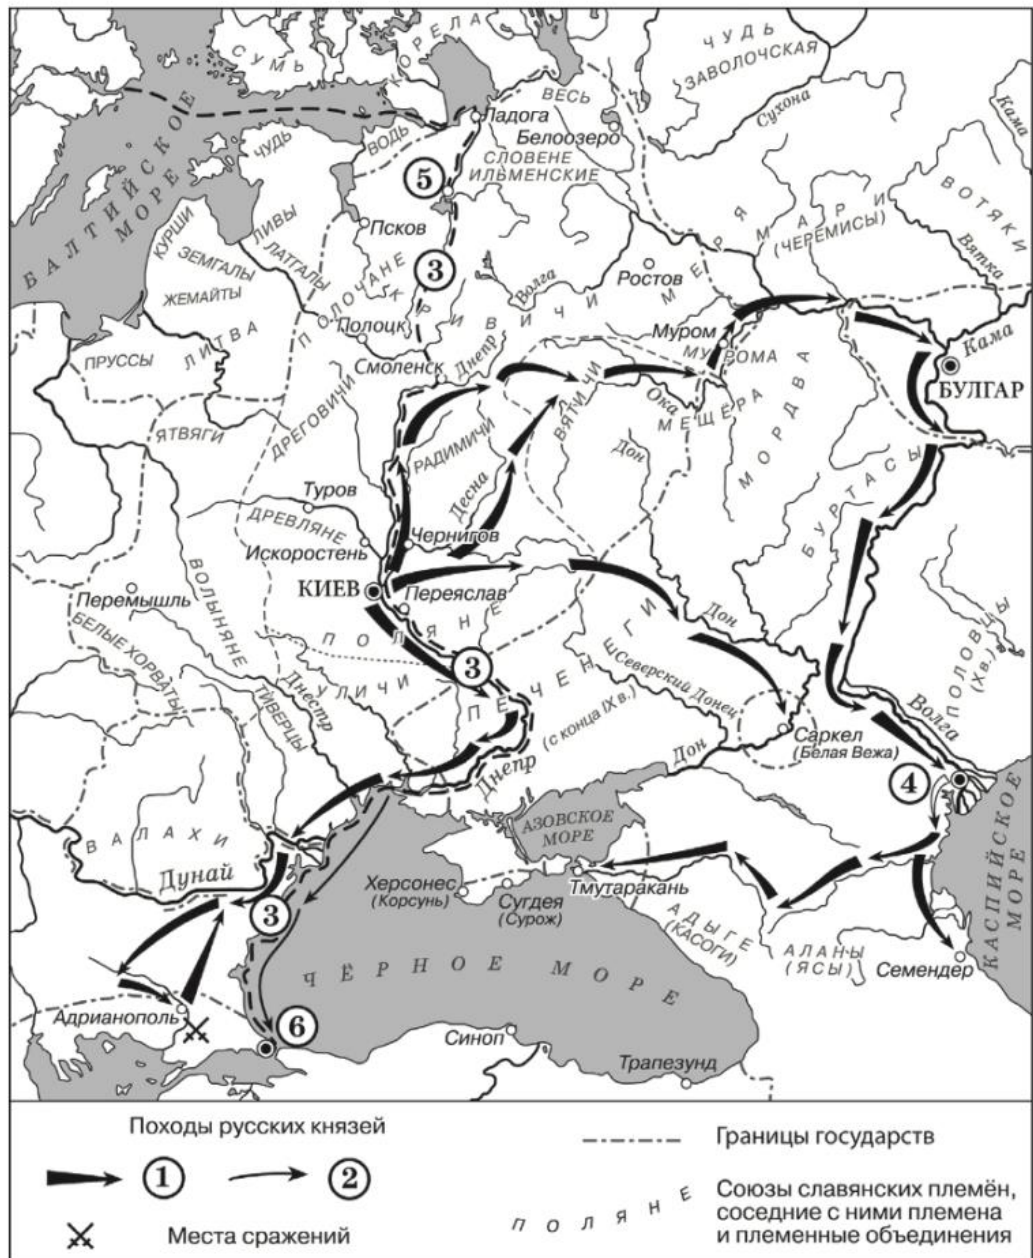 СУМЬ
КОРЕЛА
ЧУДЬ
ЗАВОЛОЧСКАЯ
ВЕСЬ
Сухона
Кама
Ладога
Белоозеро
ВОДЬ
ЧУДЬ
СЛОВЕНЕ
ИЛЬМЕНСКИЕ
БАЛТИЙСКОЕ
МОРЕ
5
ВОТЯКИ
МАРИ
(ЧЕРЕМИСЫ)
Вятка
КУРШИ
ЛИВЫ
Псков
ЗЕМГАЛЫ
ЛАТГАЛЫ
ЖЕМАЙТЫ
3
Ростов
МЕРЯ
Волга
ПОЛОЧАНЕ
КРИВИЧИ
Полоцк
Муром
МУРОМА
Кама
ПРУССЫ
ЛИТВА
Смоленск
Днепр
БУЛГАР
Ока
МЕЩЁРА
МОРДВА
ВЯТИЧИ
ДРЕГОВИЧИ
РАДИМИЧИ
ЯТВЯГИ
Дон
Десна
БУРТАСЫ
Туров
ДРЕВЛЯНЕ
Искоростень
Чернигов
КИЕВ
Переяслав
Перемышль
ВОЛЫНЯНЕ
БЕЛЫЕ ХОРВАТЫ
ПОЛЯНЕ
Дон
ПОЛОВЦЫ
(X в.)
3
УЛИЧИ
ТИВЕРЦЫ
Днестр
ПЕЧЕНЕГИ
(с конца IX в.)
Северский Донец
Волга
Саркел
(Белая Вежа)
Дон
Днепр
4
ВАЛАХИ
АЗОВСКОЕ
МОРЕ
Дунай
3
Херсонес
(Корсунь)
Сугдея
(Сурож)
Тмутаракань
АДЫГЕ
(КАСОГИ)
АЛАНЫ
(ЯСЫ)
Семендер
КАСПИЙСКОЕ
МОРЕ
ЧЁРНОЕ МОРЕ
Адрианополь
6
Синоп
Трапезунд
Походы русских князей
1
2
Места сражений
Границы государств
ПОЛЯНЕ
Союзы славянских племён,
соседние с ними племена
и племенные объединения